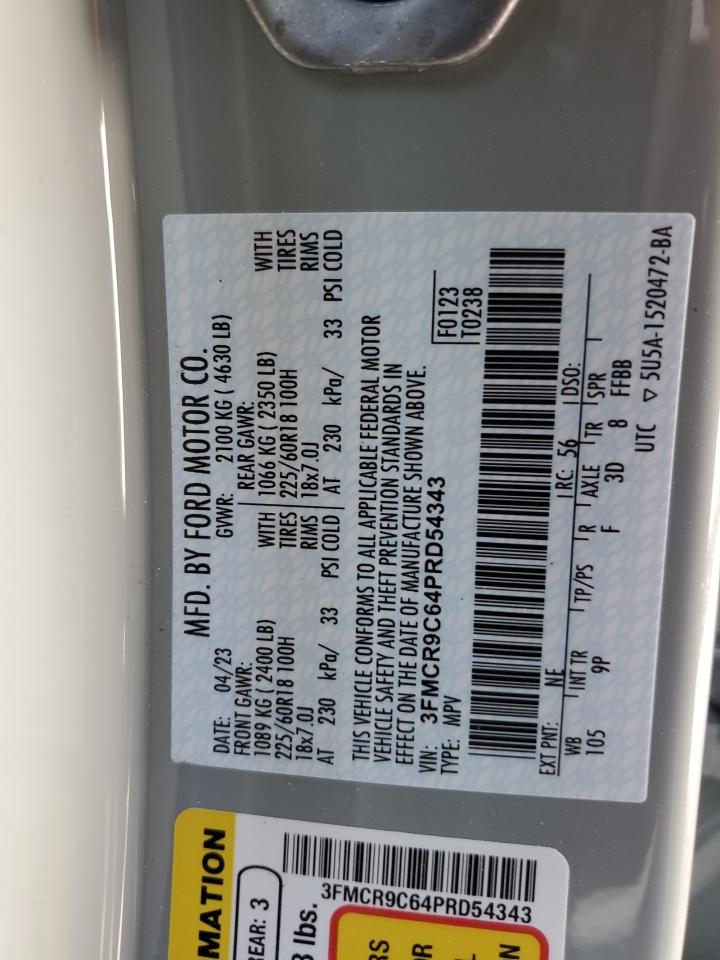 MFD. BY FORD MOTOR CO.
DATE: 04/23 GVWR: 2100 KG ( 4630 LB)
FRONT GAWR: REAR GAWR:
1089 KG ( 2400 LB) WITH 1066 KG ( 2350 LB) WITH
225/60R18 100H TIRES 225/60R18 100H TIRES
18x7.0J RIMS 18x7.0J RIMS
AT 230 kPa/ 33 PSI COLD AT 230 kPa/ 33 PSI COLD
THIS VEHICLE CONFORMS TO ALL APPLICABLE FEDERAL MOTOR
VEHICLE SAFETY AND THEFT PREVENTION STANDARDS IN
EFFECT ON THE DATE OF MANUFACTURE SHOWN ABOVE.
VIN: 3FMCR9C64PRD54343 F0123
TYPE: MPV T0238
EXT PNT: NE RC: 56 DSO:
WB INT TR TP/PS R AXLE TR SPR
105 9P F 3D 8 FFBB
UTC ▽ 5U5A-1520472-BA
MATION
REAR: 3
lbs.
3FMCR9C64PRD54343